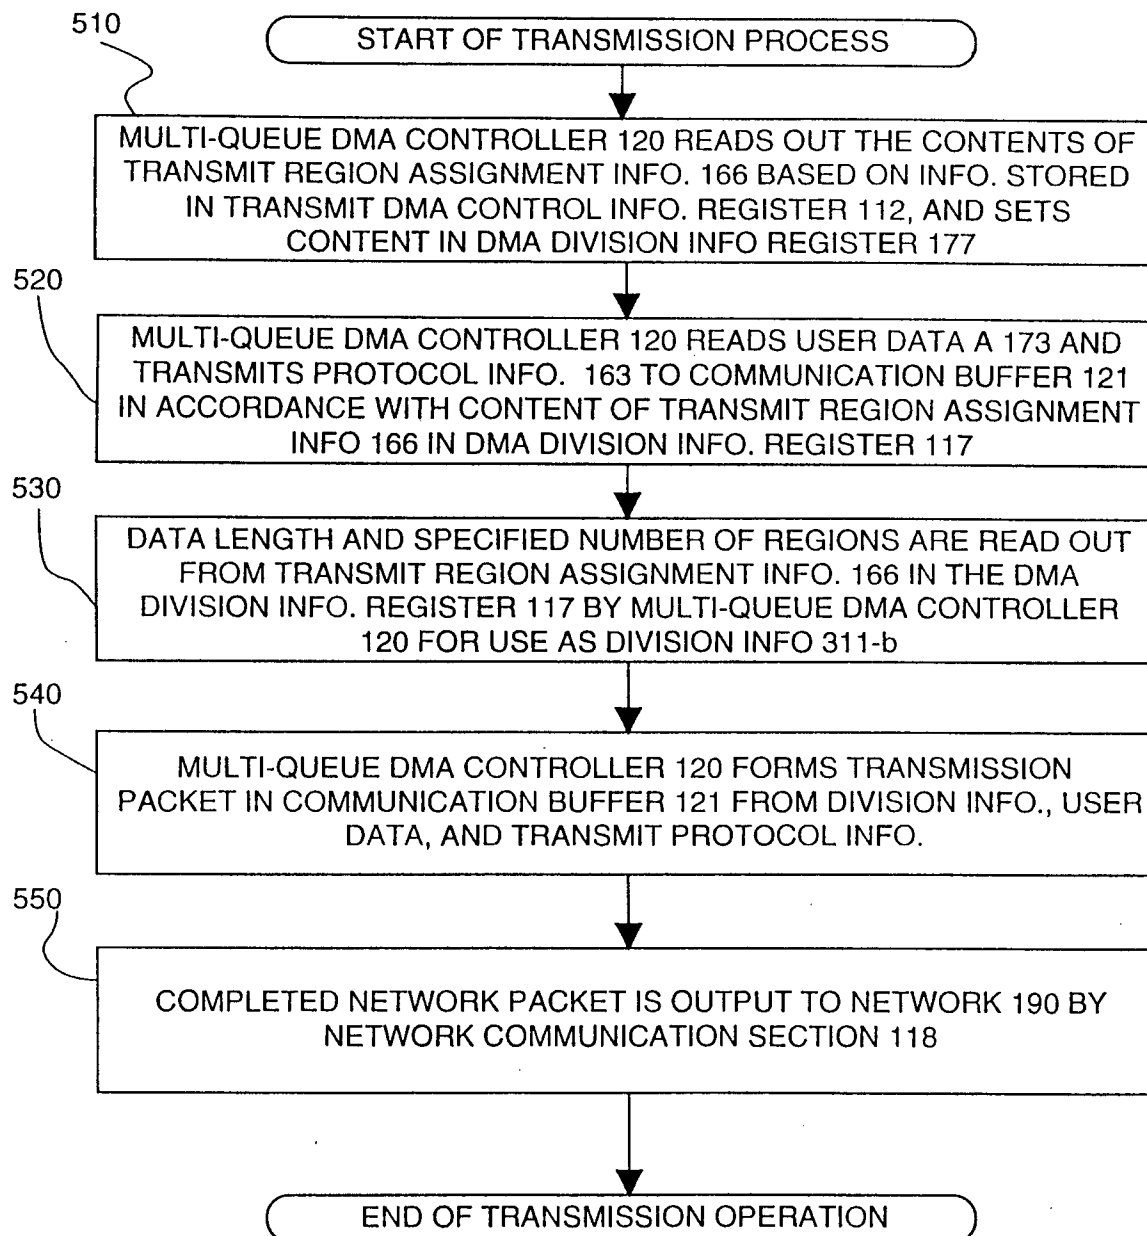 510
START OF TRANSMISSION PROCESS
MULTI-QUEUE DMA CONTROLLER 120 READS OUT THE CONTENTS OF
TRANSMIT REGION ASSIGNMENT INFO. 166 BASED ON INFO. STORED
IN TRANSMIT DMA CONTROL INFO. REGISTER 112, AND SETS
CONTENT IN DMA DIVISION INFO REGISTER 177
520
MULTI-QUEUE DMA CONTROLLER 120 READS USER DATA A 173 AND
TRANSMITS PROTOCOL INFO. 163 TO COMMUNICATION BUFFER 121
IN ACCORDANCE WITH CONTENT OF TRANSMIT REGION ASSIGNMENT
INFO 166 IN DMA DIVISION INFO. REGISTER 117
530
DATA LENGTH AND SPECIFIED NUMBER OF REGIONS ARE READ OUT
FROM TRANSMIT REGION ASSIGNMENT INFO. 166 IN THE DMA
DIVISION INFO. REGISTER 117 BY MULTI-QUEUE DMA CONTROLLER
120 FOR USE AS DIVISION INFO 311-b
540
MULTI-QUEUE DMA CONTROLLER 120 FORMS TRANSMISSION
PACKET IN COMMUNICATION BUFFER 121 FROM DIVISION INFO., USER
DATA, AND TRANSMIT PROTOCOL INFO.
550
COMPLETED NETWORK PACKET IS OUTPUT TO NETWORK 190 BY
NETWORK COMMUNICATION SECTION 118
END OF TRANSMISSION OPERATION